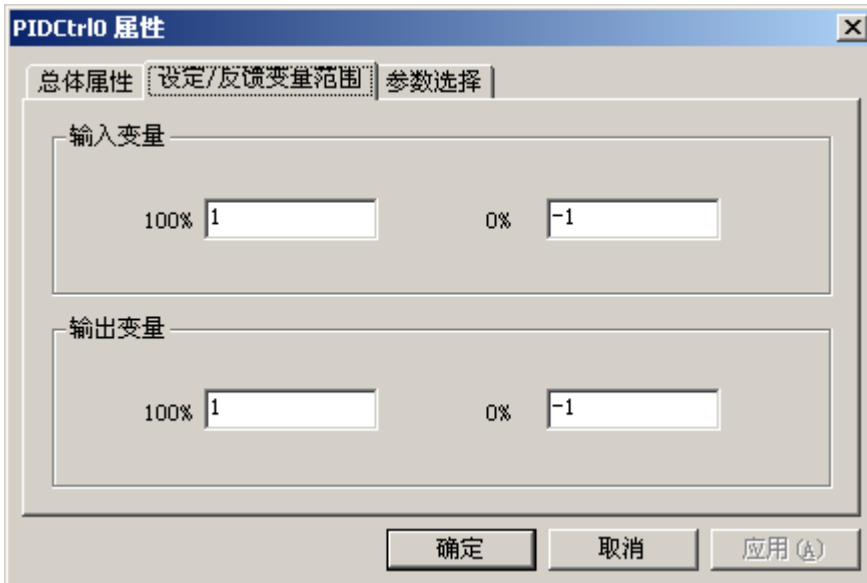 PIDCtrl0 属性
总体属性 设定/反馈变量范围 参数选择
输入变量
100% 1 0% -1
输出变量
100% 1 0% -1
确定 取消 应用(A)